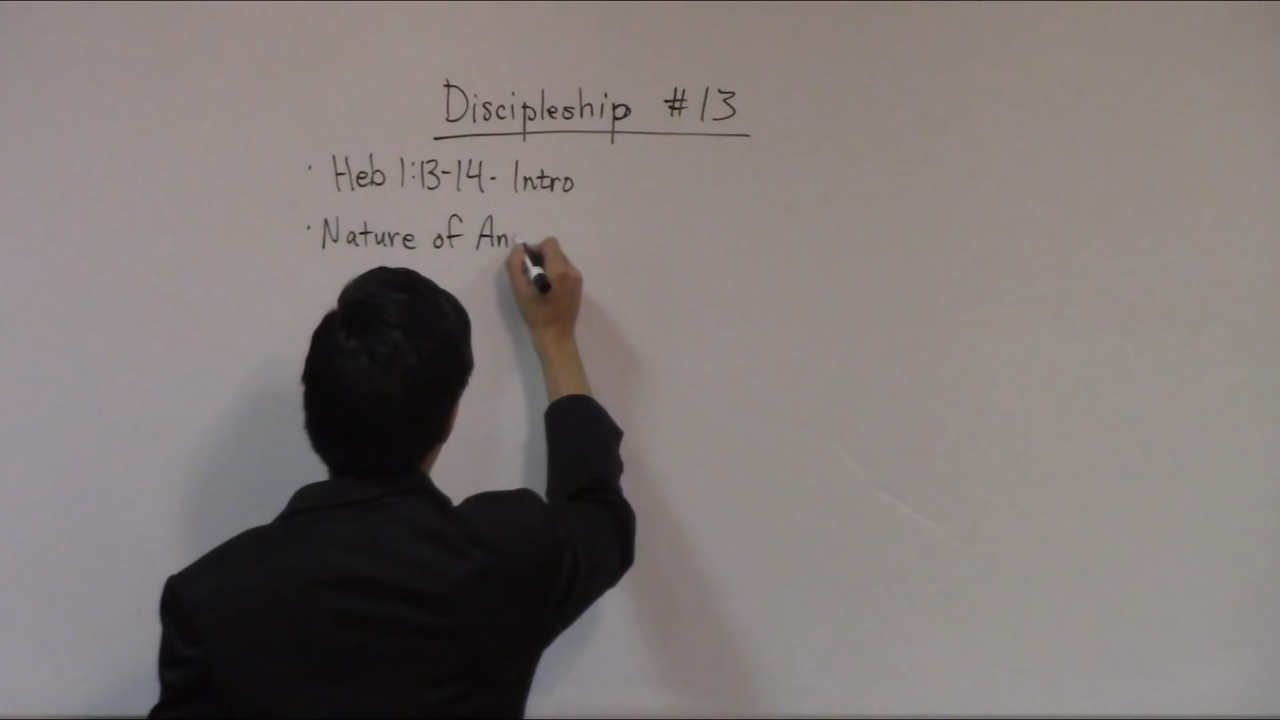 Discipleship #13
· Heb 1:13-14- Intro
· Nature of An